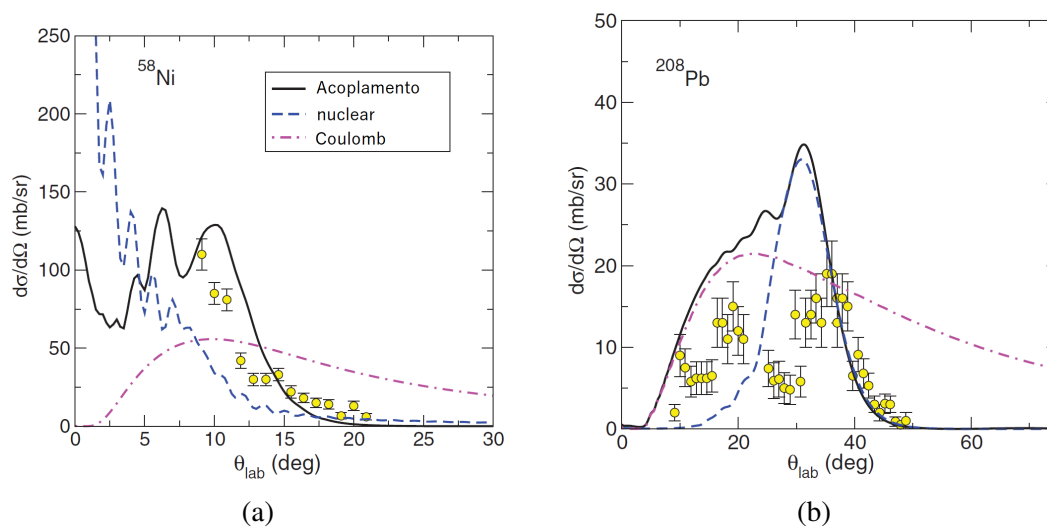 250
200
150
100
50
0
dσ/dΩ (mb/sr)
⁵⁸Ni
Acoplamento
nuclear
Coulomb
0 5 10 15 20 25 30
θlab (deg)
(a)
50
40
30
20
10
0
dσ/dΩ (mb/sr)
²⁰⁸Pb
0 20 40 60
θlab (deg)
(b)